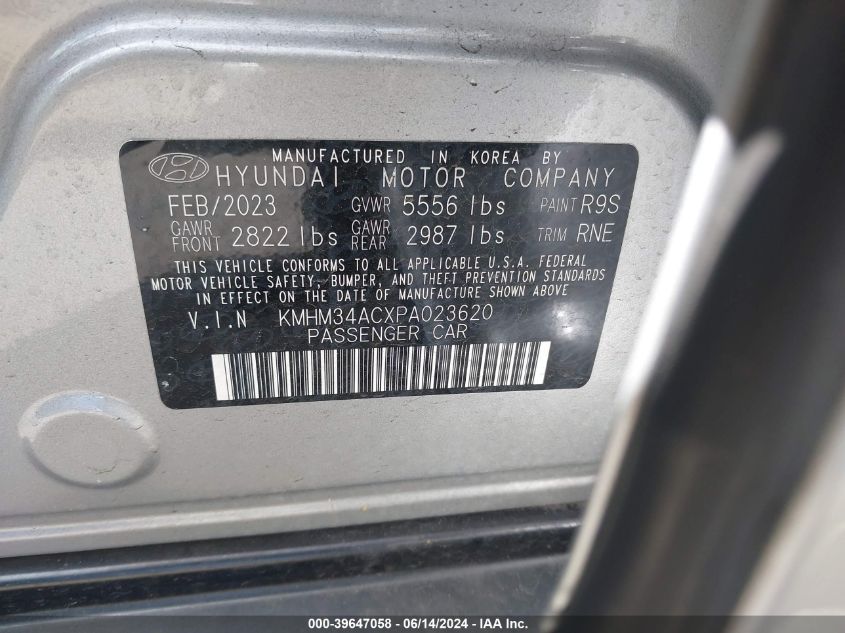 MANUFACTURED IN KOREA BY
HYUNDAI MOTOR COMPANY
FEB/2023 GVWR 5556 lbs PAINT R9S
GAWR FRONT 2822 lbs GAWR REAR 2987 lbs TRIM RNE
THIS VEHICLE CONFORMS TO ALL APPLICABLE U.S.A. FEDERAL
MOTOR VEHICLE SAFETY, BUMPER, AND THEFT PREVENTION STANDARDS
IN EFFECT ON THE DATE OF MANUFACTURE SHOWN ABOVE
V.I.N KMHM34ACXPA023620
PASSENGER CAR
000-39647058 - 06/14/2024 - IAAI.com